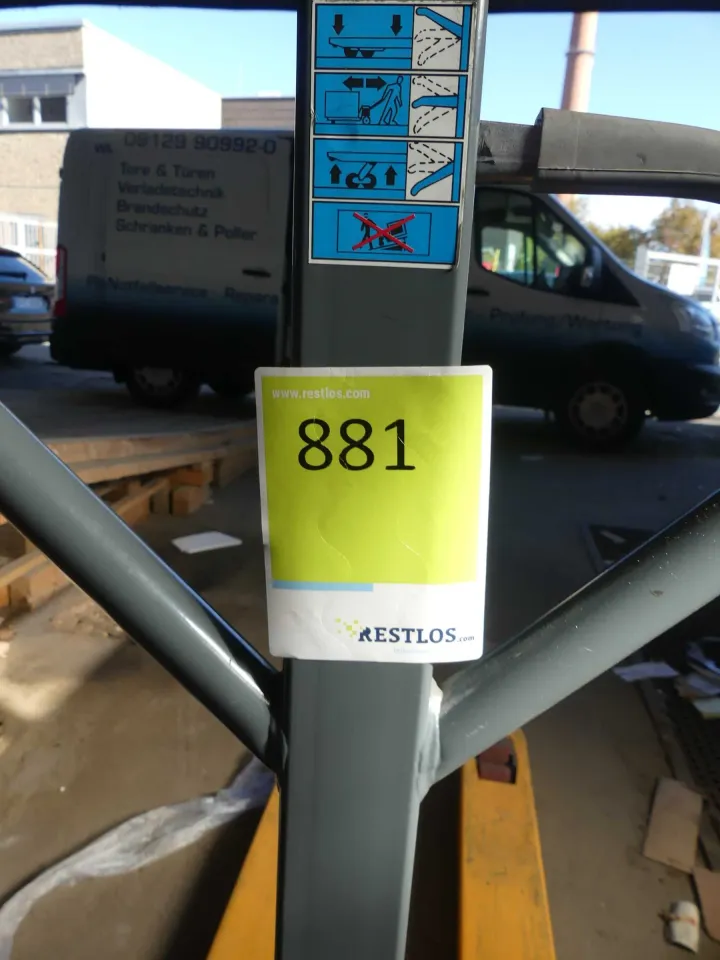 09129 90992-0
Tore & Türen
Verladetechnik
Brandschutz
Schranken & Poller
www.restlos.com
881
RESTLOS.com